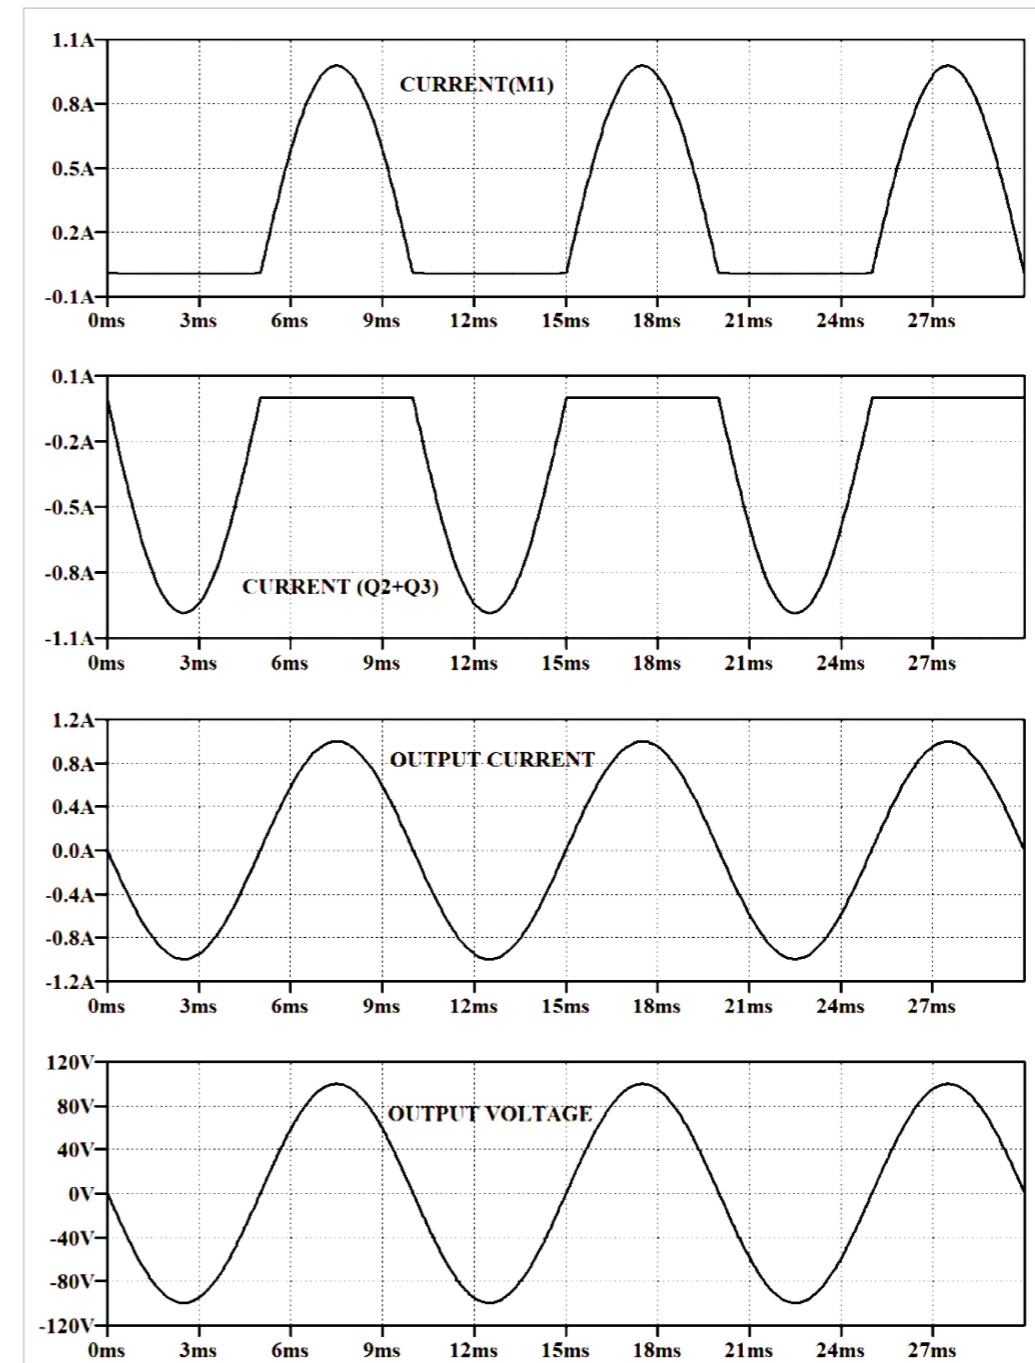 1.1A
CURRENT(M1)
0.8A
0.5A
0.2A
-0.1A
0ms 3ms 6ms 9ms 12ms 15ms 18ms 21ms 24ms 27ms
0.1A
-0.2A
-0.5A
-0.8A
CURRENT (Q2+Q3)
-1.1A
0ms 3ms 6ms 9ms 12ms 15ms 18ms 21ms 24ms 27ms
1.2A
0.8A
OUTPUT CURRENT
0.4A
0.0A
-0.4A
-0.8A
-1.2A
0ms 3ms 6ms 9ms 12ms 15ms 18ms 21ms 24ms 27ms
120V
80V
OUTPUT VOLTAGE
40V
0V
-40V
-80V
-120V
0ms 3ms 6ms 9ms 12ms 15ms 18ms 21ms 24ms 27ms